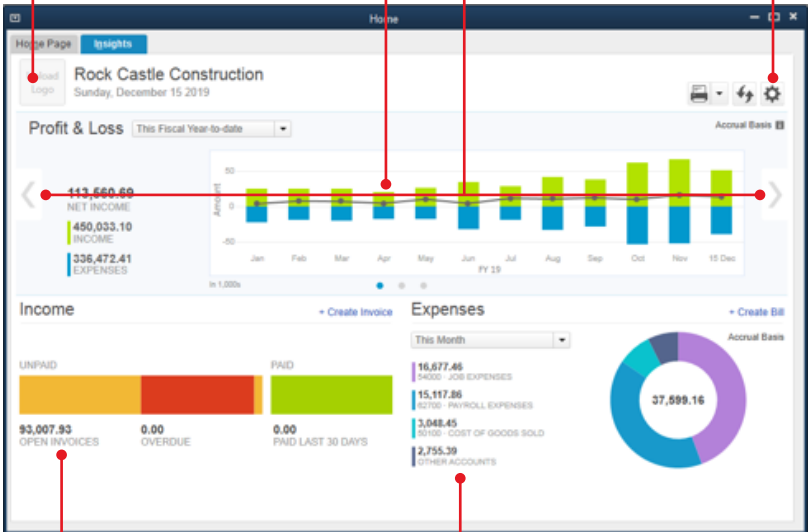 Home
Home Page Insights
Upload Logo
Rock Castle Construction
Sunday, December 15 2019
Profit & Loss This Fiscal Year-to-date
Accrual Basis
113,560.69
NET INCOME
450,033.10
INCOME
336,472.41
EXPENSES
Amount
50
0
-50
Jan Feb Mar Apr May Jun Jul Aug Sep Oct Nov 15 Dec
FY 19
In 1,000s
Income + Create Invoice
UNPAID PAID
93,007.93
OPEN INVOICES
0.00
OVERDUE
0.00
PAID LAST 30 DAYS
Expenses + Create Bill
This Month
Accrual Basis
16,677.46
54000 · JOB EXPENSES
15,117.86
62700 · PAYROLL EXPENSES
3,048.45
50100 · COST OF GOODS SOLD
2,755.39
OTHER ACCOUNTS
37,599.16